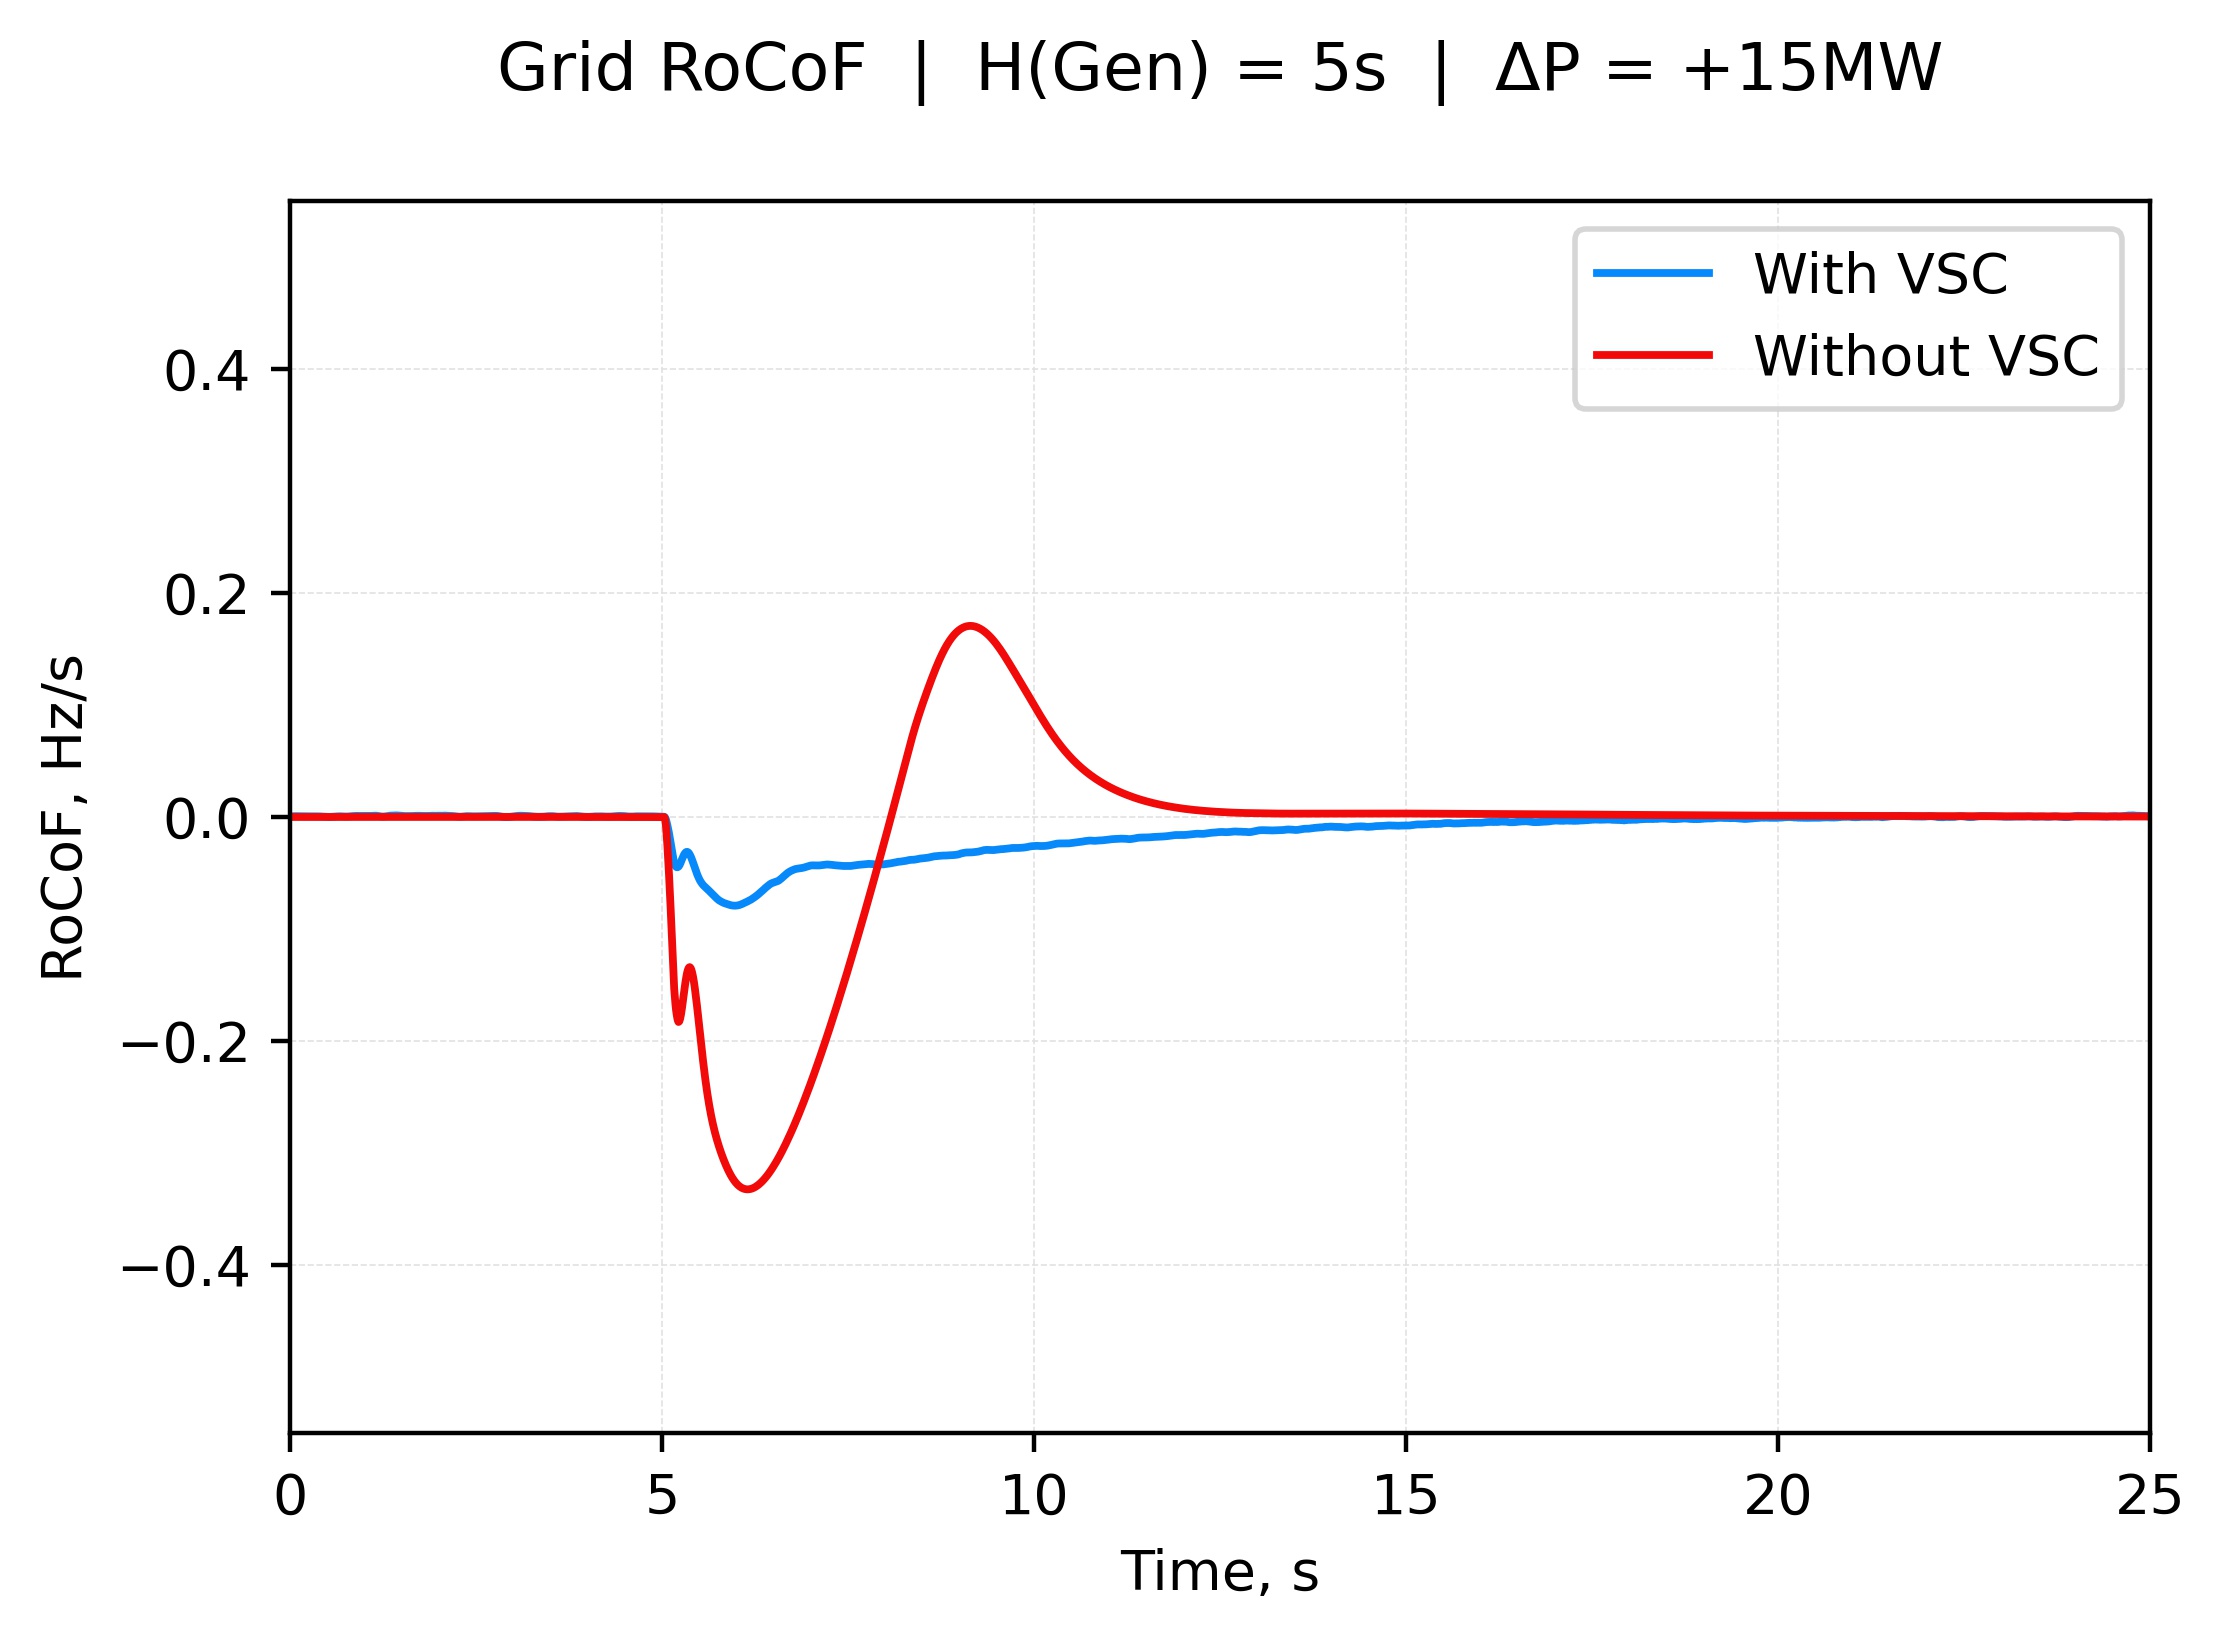 Grid RoCoF | H(Gen) = 5s | ΔP = +15MW
With VSC
Without VSC
0.4
0.2
0.0
−0.2
−0.4
RoCoF, Hz/s
0 5 10 15 20 25
Time, s